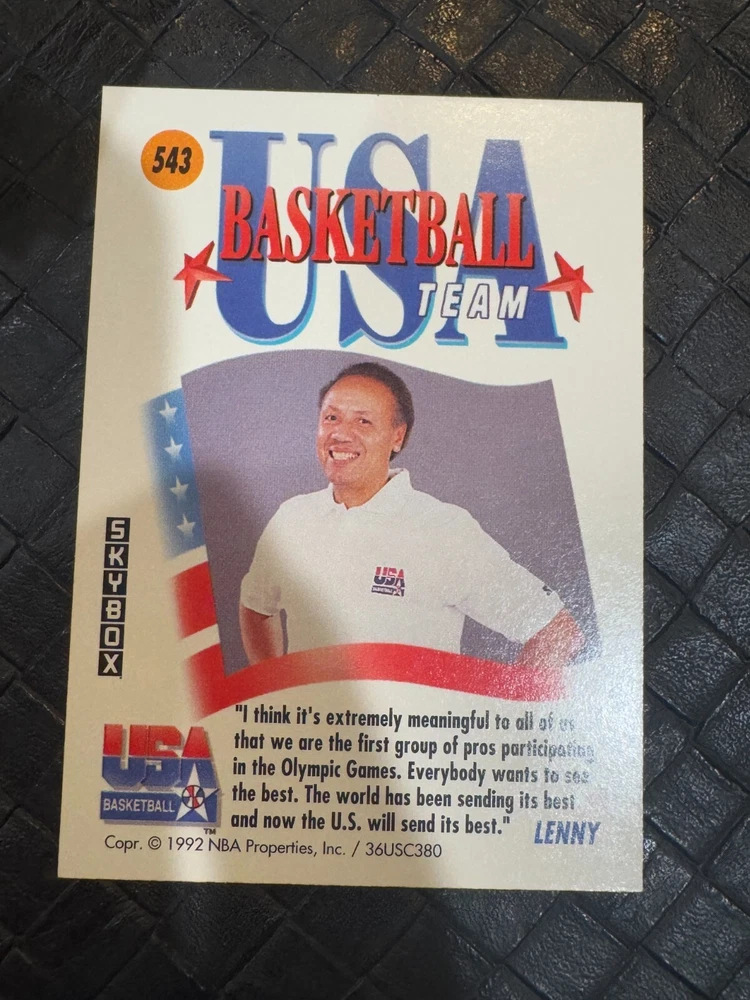 543
USA
BASKETBALL
TEAM
USA
BASKETBALL
SKYBOX
"I think it's extremely meaningful to all of us
that we are the first group of pros participating
in the Olympic Games. Everybody wants to see
the best. The world has been sending its best
and now the U.S. will send its best."
LENNY
USA
BASKETBALL
TM
Copr. © 1992 NBA Properties, Inc. / 36USC380